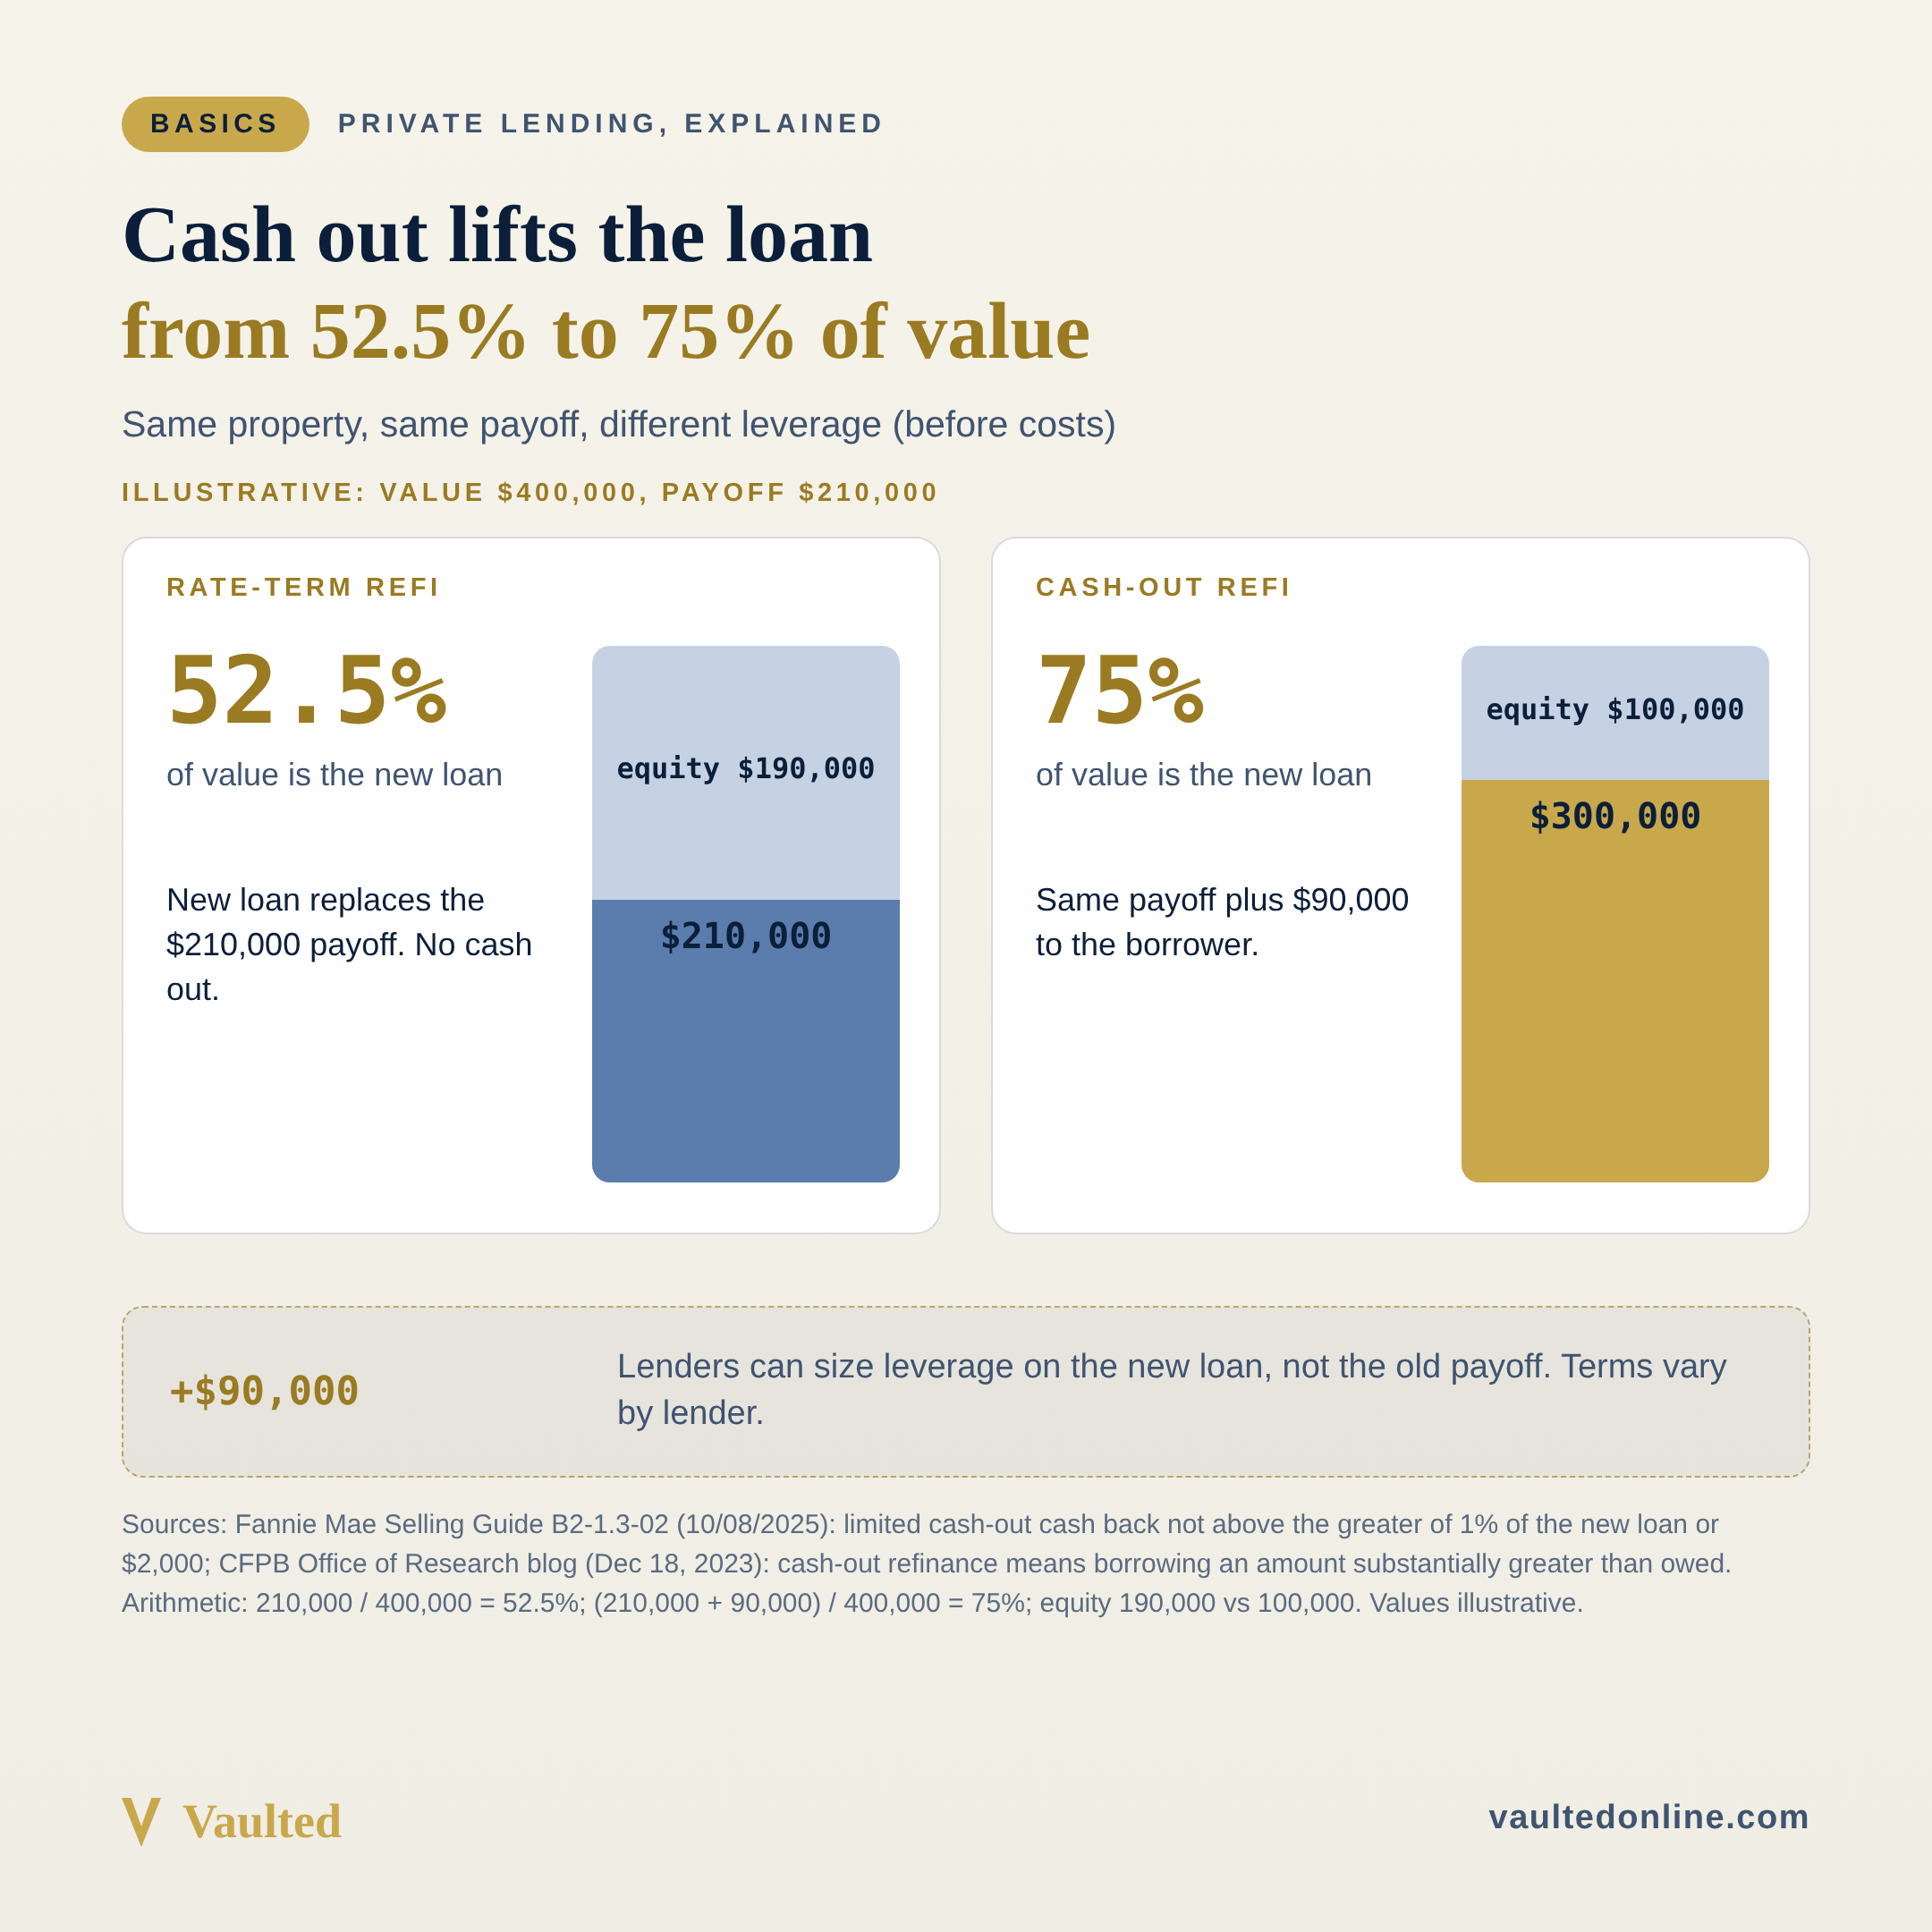 BASICS PRIVATE LENDING, EXPLAINED
Cash out lifts the loan
from 52.5% to 75% of value
Same property, same payoff, different leverage (before costs)
ILLUSTRATIVE: VALUE $400,000, PAYOFF $210,000
RATE-TERM REFI
52.5%
of value is the new loan
New loan replaces the
$210,000 payoff. No cash
out.
equity $190,000
$210,000
CASH-OUT REFI
75%
of value is the new loan
Same payoff plus $90,000
to the borrower.
equity $100,000
$300,000
+$90,000
Lenders can size leverage on the new loan, not the old payoff. Terms vary
by lender.
Sources: Fannie Mae Selling Guide B2-1.3-02 (10/08/2025): limited cash-out cash back not above the greater of 1% of the new loan or
$2,000; CFPB Office of Research blog (Dec 18, 2023): cash-out refinance means borrowing an amount substantially greater than owed.
Arithmetic: 210,000 / 400,000 = 52.5%; (210,000 + 90,000) / 400,000 = 75%; equity 190,000 vs 100,000. Values illustrative.
Vaulted
vaultedonline.com